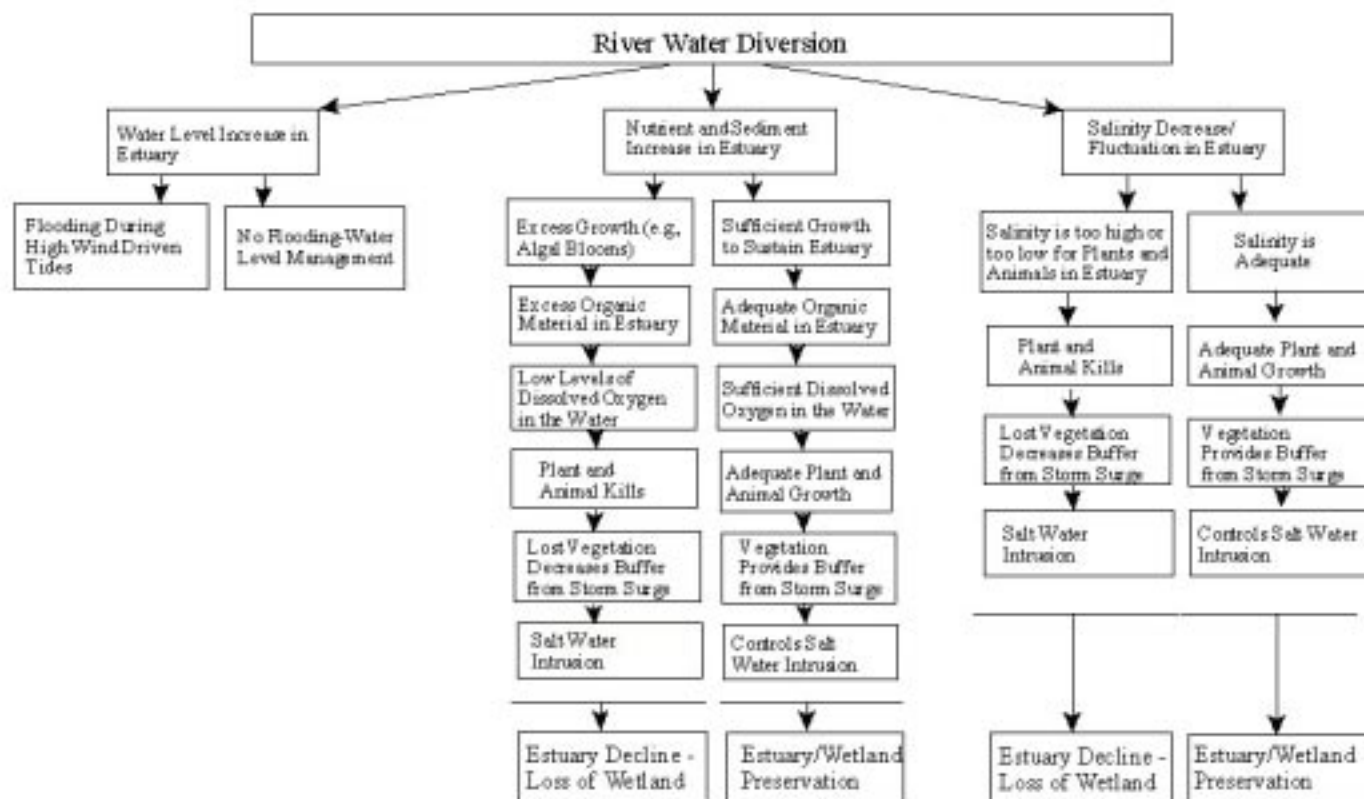 River Water Diversion
Water Level Increase in
Estuary
Nutrient and Sediment
Increase in Estuary
Salinity Decrease/
Fluctuation in Estuary
Flooding During
High Wind Driven
Tides
No Flooding-Water
Level Management
Excess Growth (e.g.,
Algal Blooms)
Sufficient Growth
to Sustain Estuary
Salinity is too high or
too low for Plants and
Animals in Estuary
Salinity is
Adequate
Excess Organic
Material in Estuary
Adequate Organic
Material in Estuary
Plant and
Animal Kills
Adequate Plant and
Animal Growth
Low Levels of
Dissolved Oxygen
in the Water
Sufficient Dissolved
Oxygen in the Water
Lost Vegetation
Decreases Buffer
from Storm Surge
Vegetation
Provides Buffer
from Storm Surge
Plant and
Animal Kills
Adequate Plant and
Animal Growth
Salt Water
Intrusion
Controls Salt Water
Intrusion
Lost Vegetation
Decreases Buffer
from Storm Surge
Vegetation
Provides Buffer
from Storm Surge
Salt Water
Intrusion
Controls Salt
Water Intrusion
Estuary Decline -
Loss of Wetland
Estuary/Wetland
Preservation
Estuary Decline -
Loss of Wetland
Estuary/Wetland
Preservation